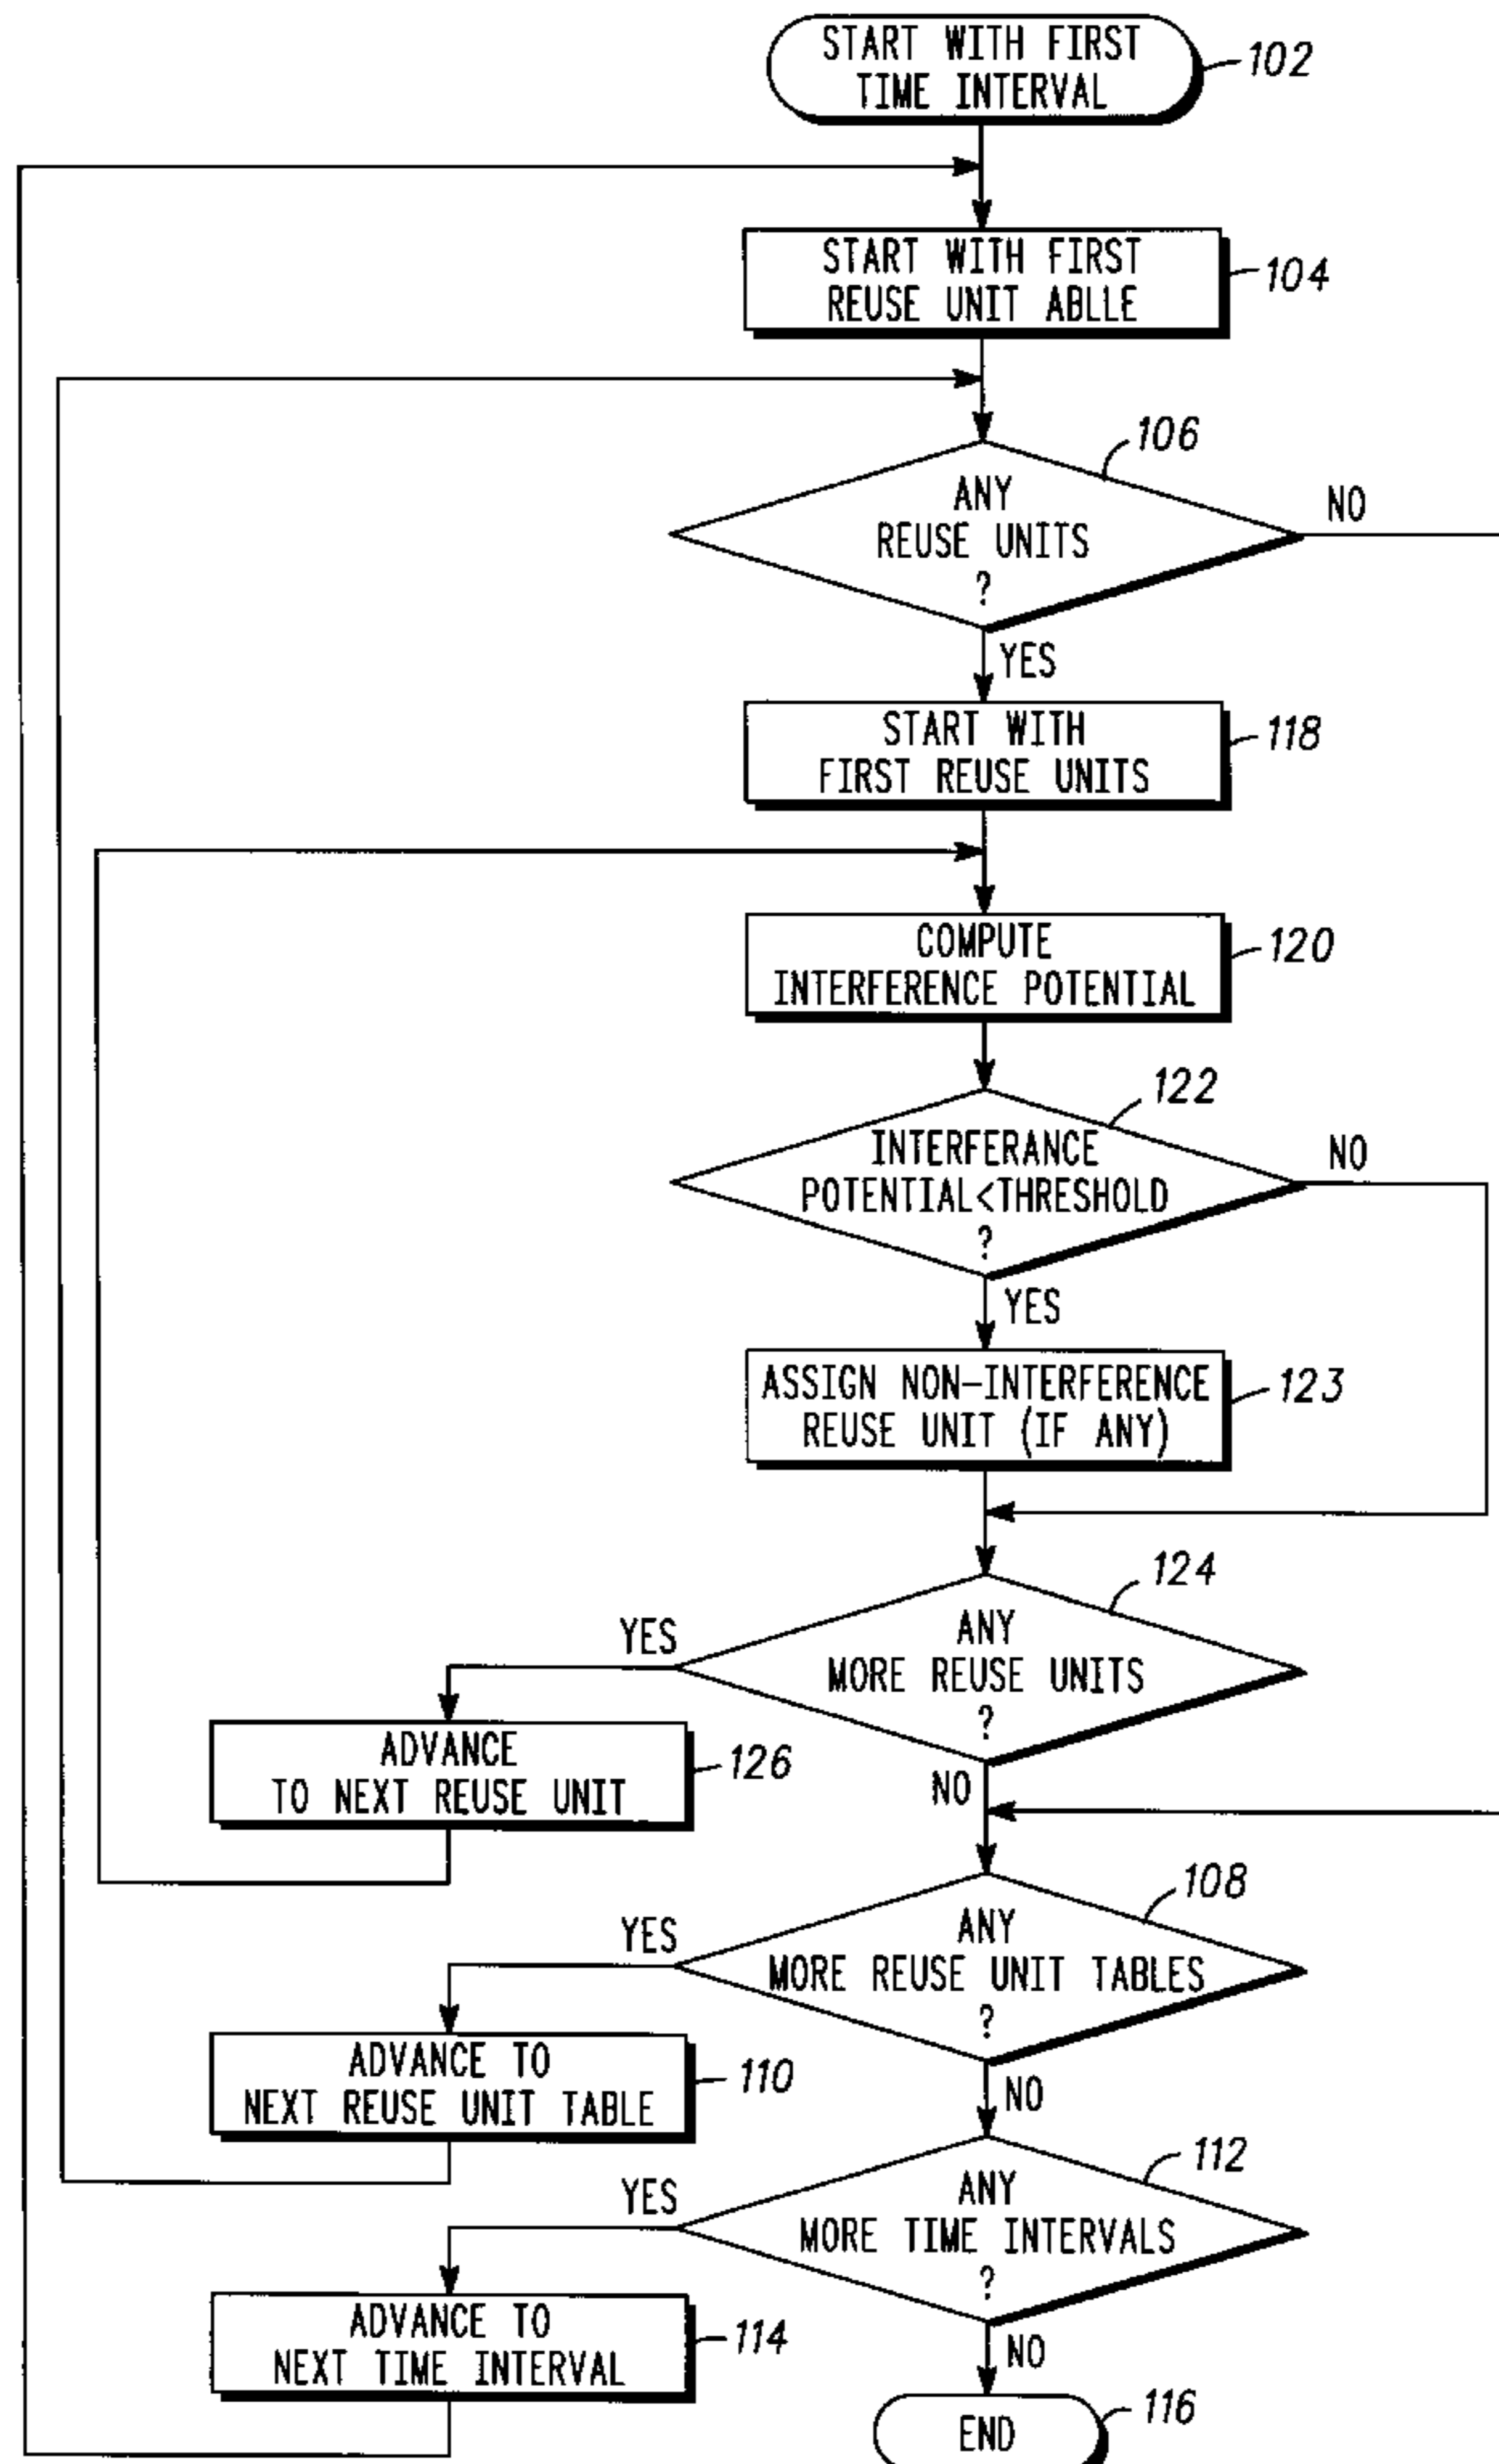 START WITH FIRST
TIME INTERVAL
102
START WITH FIRST
REUSE UNIT ABLLE
104
106
ANY
REUSE UNITS
?
NO
YES
START WITH
FIRST REUSE UNITS
118
COMPUTE
INTERFERENCE POTENTIAL
120
122
INTERFERANCE
POTENTIAL<THRESHOLD
?
NO
YES
ASSIGN NON-INTERFERENCE
REUSE UNIT (IF ANY)
123
124
ANY
MORE REUSE UNITS
?
YES
NO
ADVANCE
TO NEXT REUSE UNIT
126
108
ANY
MORE REUSE UNIT TABLES
?
YES
NO
ADVANCE TO
NEXT REUSE UNIT TABLE
110
112
ANY
MORE TIME INTERVALS
?
YES
NO
ADVANCE TO
NEXT TIME INTERVAL
114
END
116